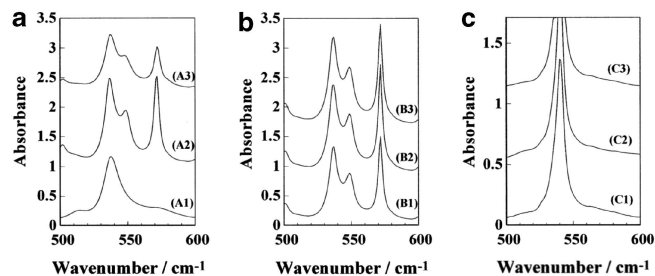 a
3.5
3
2.5
2
1.5
1
0.5
0
Absorbance
(A3)
(A2)
(A1)
500
550
600
Wavenumber / cm-1
b
3.5
3
2.5
2
1.5
1
0.5
0
Absorbance
(B3)
(B2)
(B1)
500
550
600
Wavenumber / cm-1
c
1.5
1
0.5
0
Absorbance
(C3)
(C2)
(C1)
500
550
600
Wavenumber / cm-1